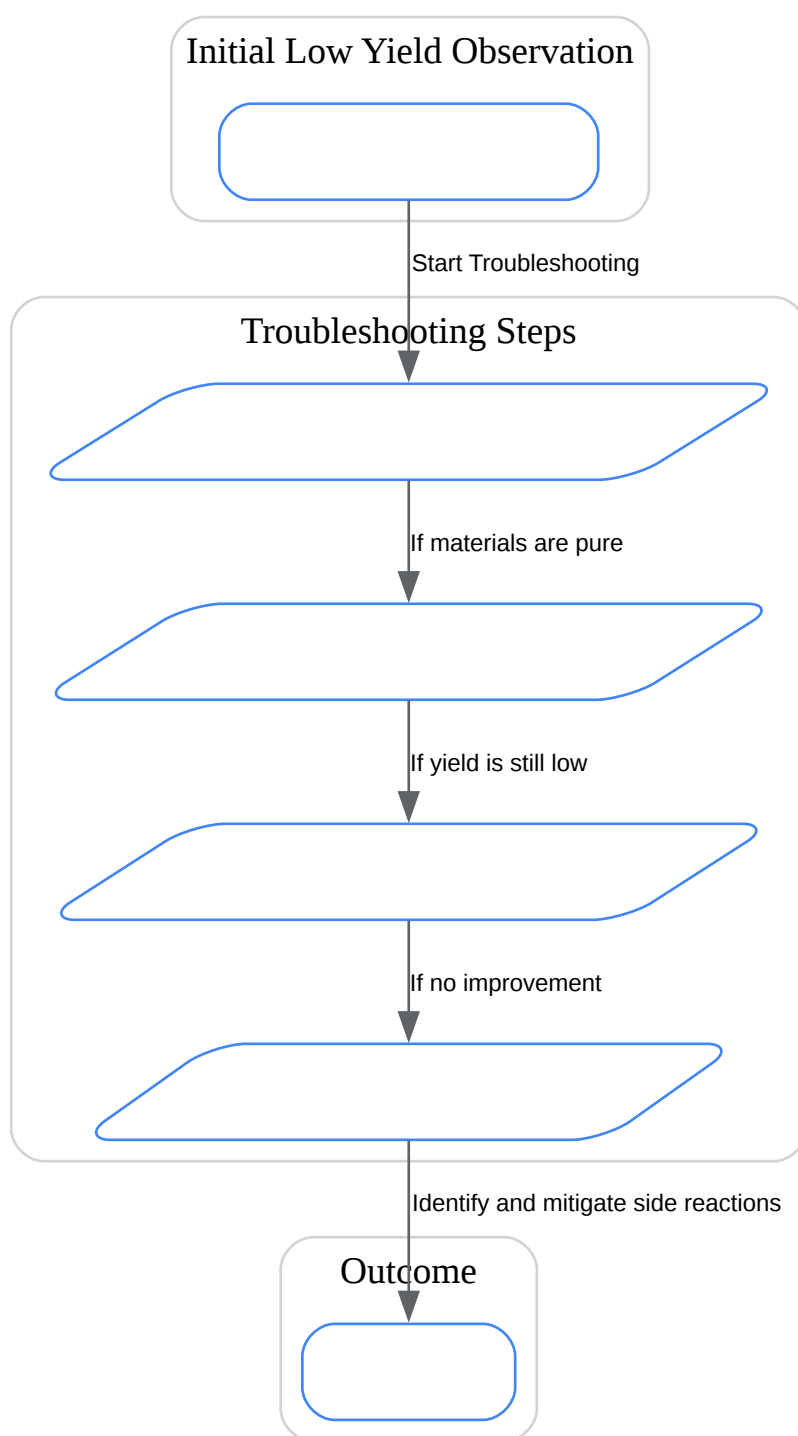 Initial Low Yield Observation
Start Troubleshooting
Troubleshooting Steps
If materials are pure
If yield is still low
If no improvement
Identify and mitigate side reactions
Outcome